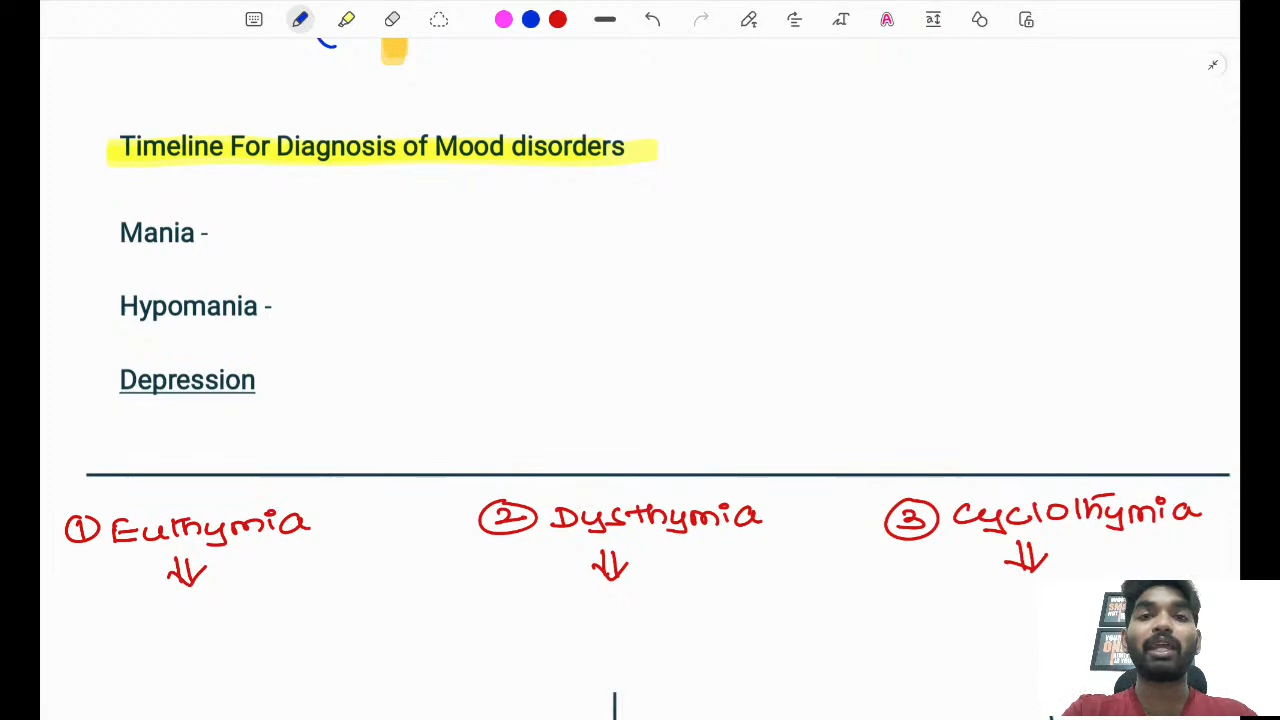 Timeline For Diagnosis of Mood disorders
Mania -
Hypomania -
Depression
① Euthymia ② Dysthymia ③ Cyclothymia